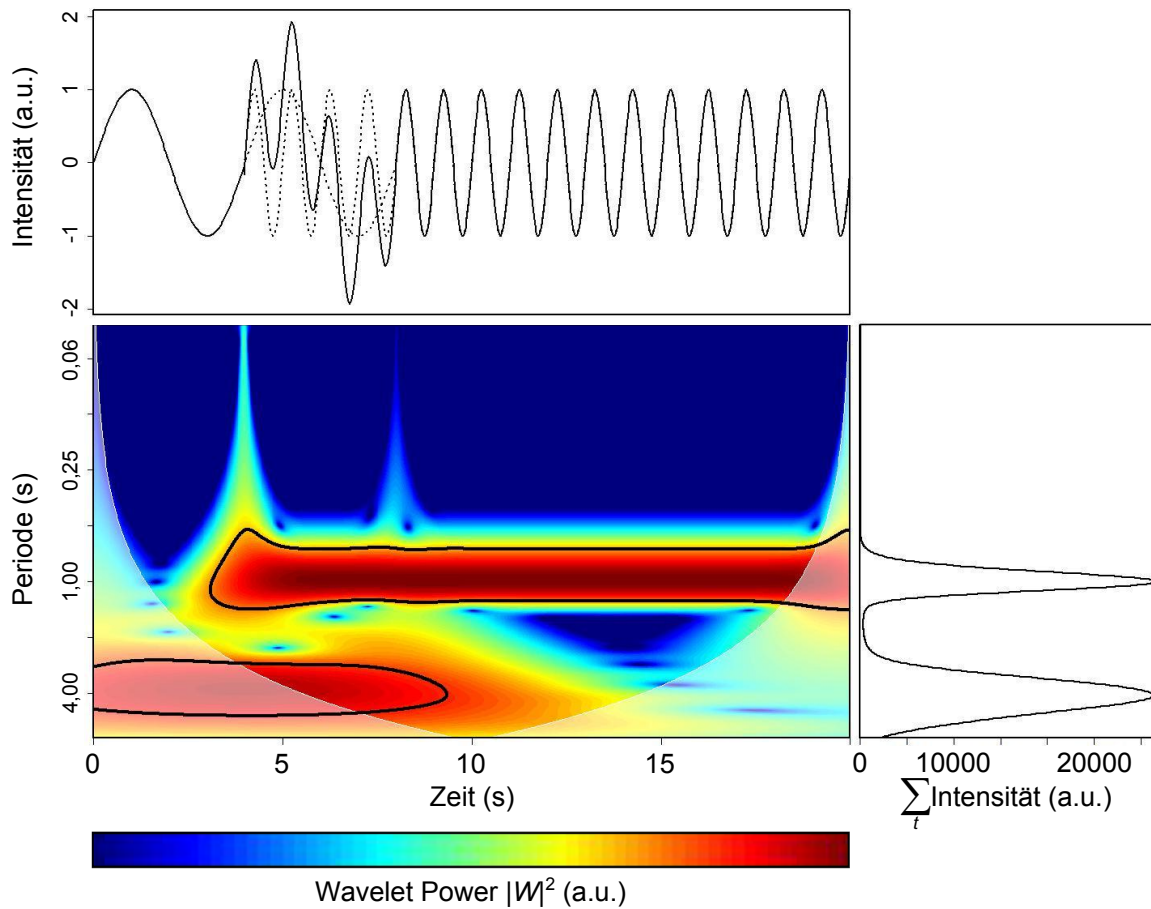 2
1
0
-1
-2
Intensität (a.u.)
0,06
0,25
1,00
4,00
Periode (s)
0 5 10 15
Zeit (s)
0 10000 20000
∑t Intensität (a.u.)
Wavelet Power |W|² (a.u.)